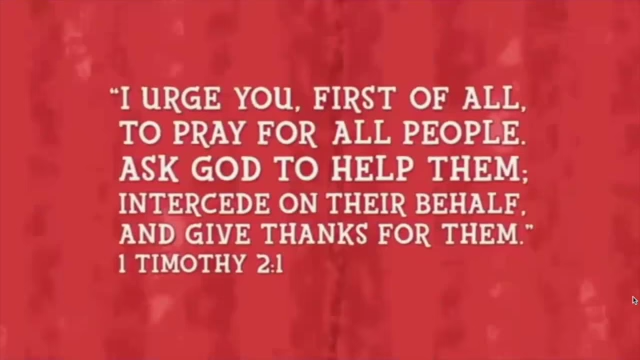 “I URGE YOU, FIRST OF ALL,
TO PRAY FOR ALL PEOPLE.
ASK GOD TO HELP THEM;
INTERCEDE ON THEIR BEHALF,
AND GIVE THANKS FOR THEM.”
1 TIMOTHY 2:1